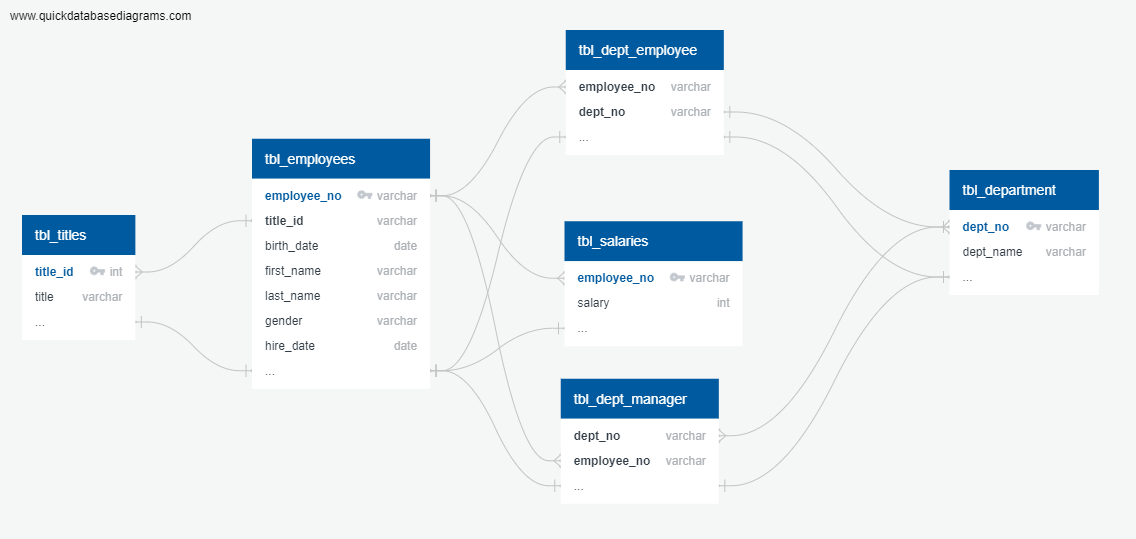 www.quickdatabasediagrams.com
tbl_titles
title_id int
title varchar
...
tbl_employees
employee_no varchar
title_id varchar
birth_date date
first_name varchar
last_name varchar
gender varchar
hire_date date
...
tbl_dept_employee
employee_no varchar
dept_no varchar
...
tbl_salaries
employee_no varchar
salary int
...
tbl_dept_manager
dept_no varchar
employee_no varchar
...
tbl_department
dept_no varchar
dept_name varchar
...